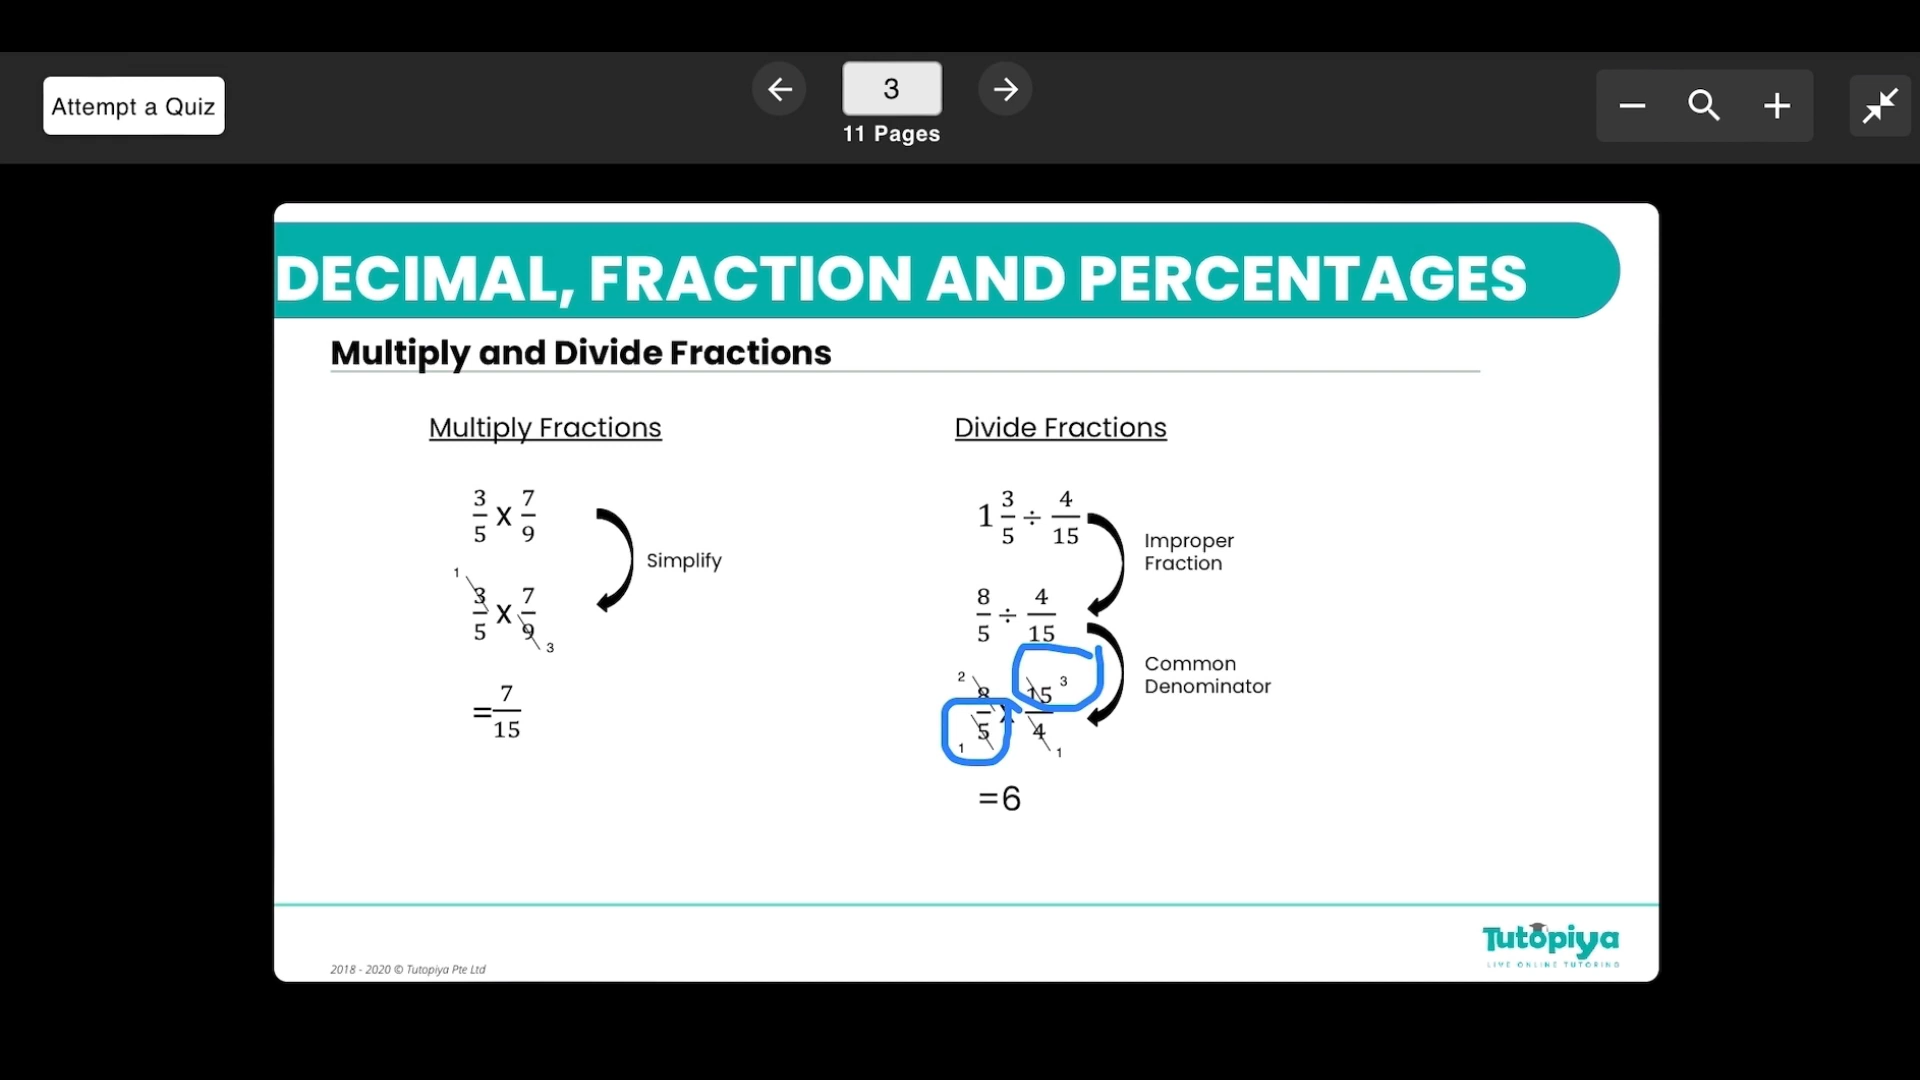 Attempt a Quiz
3
11 Pages
DECIMAL, FRACTION AND PERCENTAGES
Multiply and Divide Fractions
Multiply Fractions
3/5 x 7/9
Simplify
1
3/5 x 7/9
3
=7/15
Divide Fractions
1 3/5 ÷ 4/15
Improper
Fraction
8/5 ÷ 4/15
Common
Denominator
2 3
8/5 x 15/4
1 1
=6
2018 - 2020 © Tutopiya Pte Ltd
Tutopiya
LIVE ONLINE TUTORING